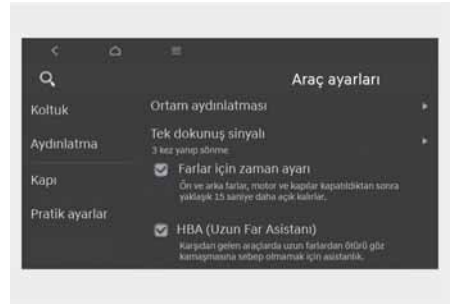 Araç ayarları
Koltuk
Aydınlatma
Kapı
Pratik ayarlar
Ortam aydınlatması
Tek dokunuş sinyalı
3 kez yanıp sönme
Farlar için zaman ayarı
Ön ve arka farlar, motor ve kapılar kapatıldıktan sonra
yaklaşık 15 saniye daha açık kalırlar.
HBA (Uzun Far Asistanı)
Karşıdan gelen araçlarda uzun farlardan ötürü göz
kamaşmasına sebep olmamak için asistanlık.